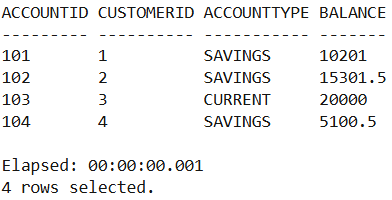 ACCOUNTID CUSTOMERID ACCOUNTTYPE BALANCE
--------- ---------- ----------- -------
101       1          SAVINGS     10201
102       2          SAVINGS     15301.5
103       3          CURRENT     20000
104       4          SAVINGS     5100.5

Elapsed: 00:00:00.001
4 rows selected.